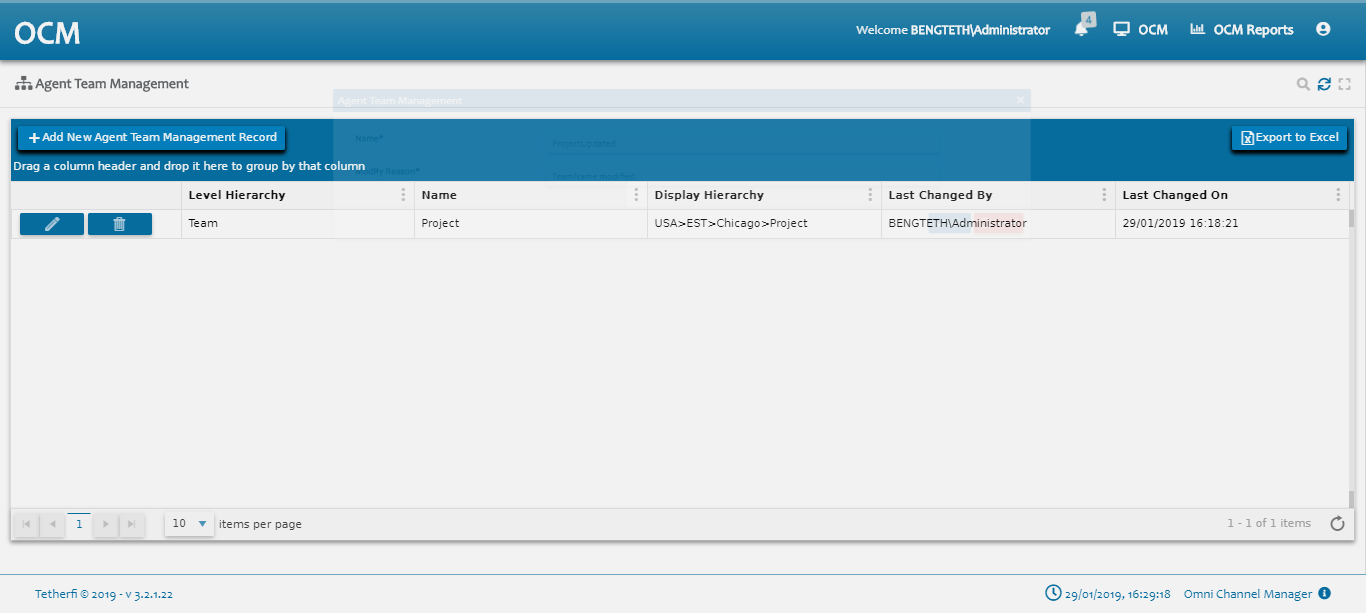 OCM
Welcome BENGTETH\Administrator
4
OCM
OCM Reports
Agent Team Management
Agent Team Management
Add New Agent Team Management Record
Name*
Export to Excel
Drag a column header and drop it here to group by that column
Modify Reason*
Level Hierarchy
Name
Display Hierarchy
Last Changed By
Last Changed On
Team
Project
USA>EST>Chicago>Project
BENGTETH\Administrator
29/01/2019 16:18:21
1
10
items per page
1 - 1 of 1 items
Tetherfi © 2019 - v 3.2.1.22
29/01/2019, 16:29:18
Omni Channel Manager